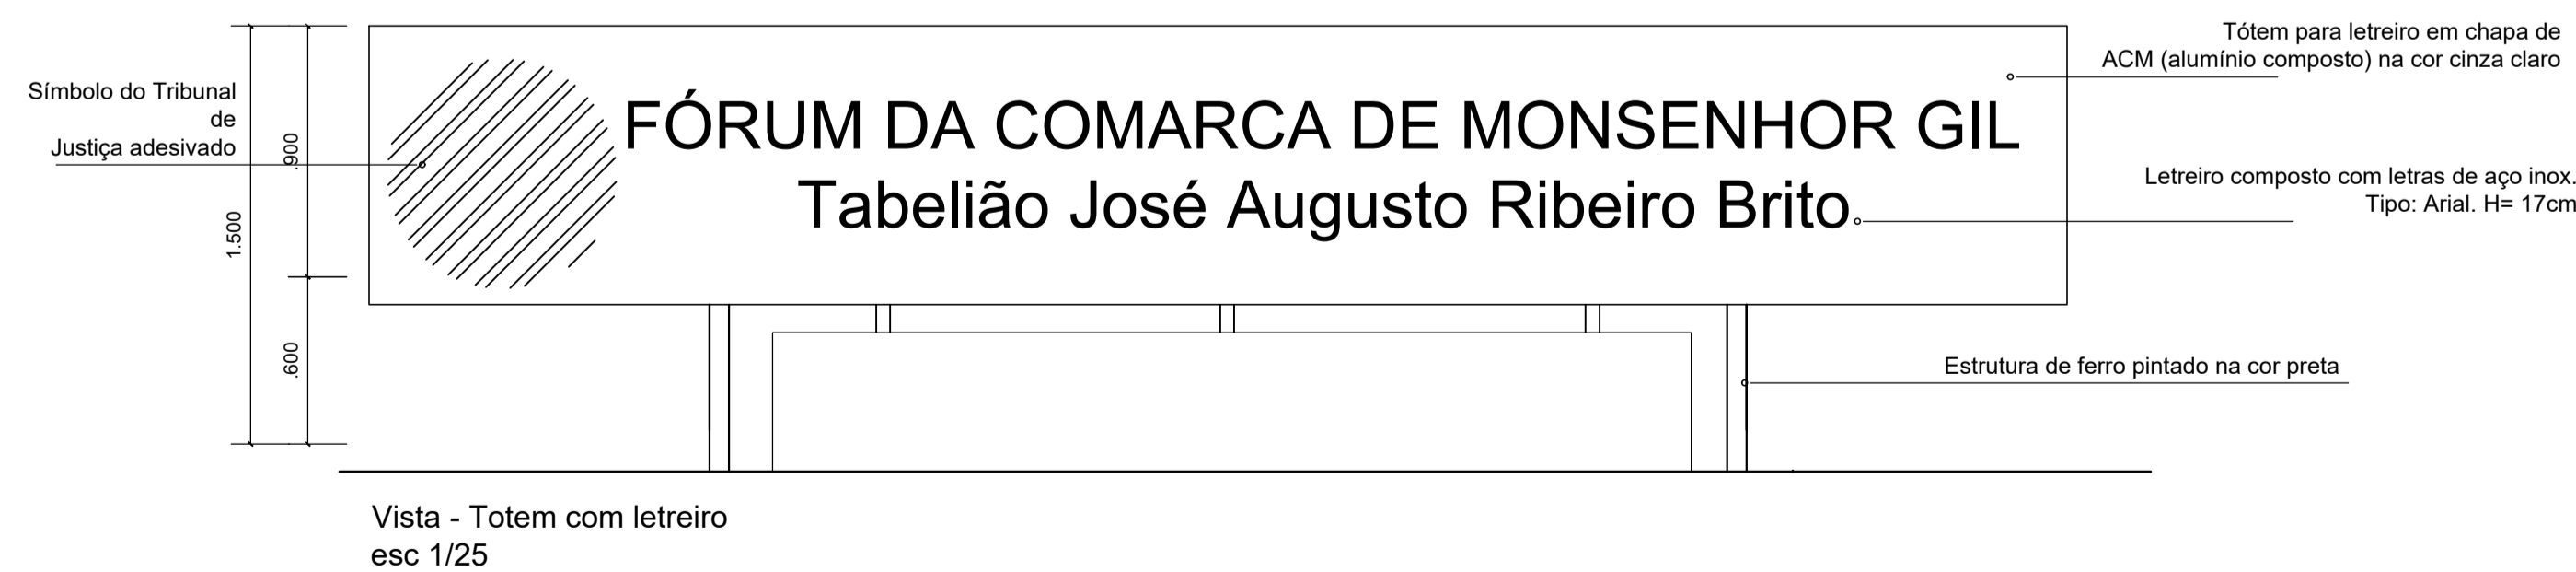 Tótem para letreiro em chapa de
ACM (alumínio composto) na cor cinza claro
Símbolo do Tribunal
de
Justiça adesivado
.900
1.500
.600
FÓRUM DA COMARCA DE MONSENHOR GIL
Tabelião José Augusto Ribeiro Brito
Letreiro composto com letras de aço inox.
Tipo: Arial. H= 17cm
Estrutura de ferro pintado na cor preta
Vista - Totem com letreiro
esc 1/25